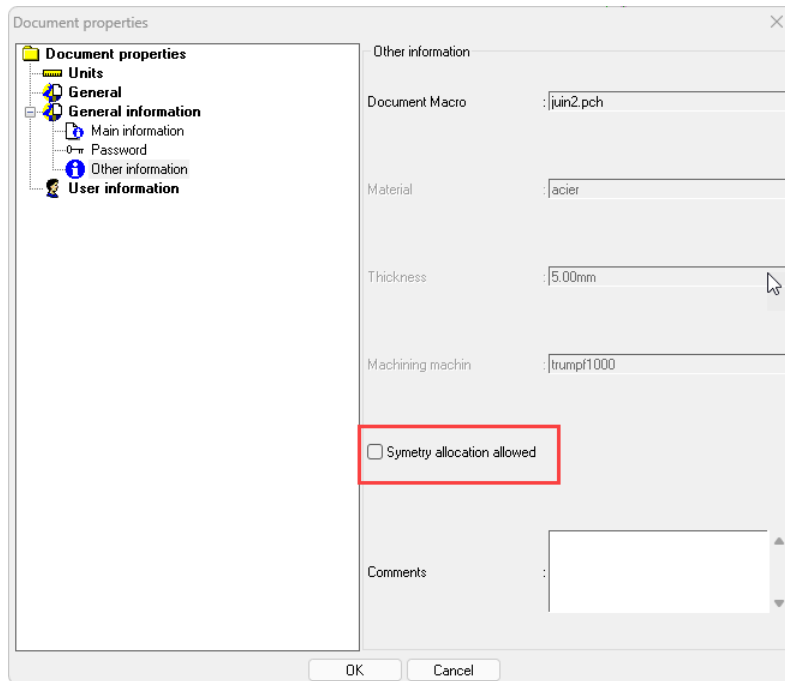 Document properties
Document properties
Units
General
General information
Main information
Password
Other information
User information
Other information
Document Macro : juin2.pch
Material : acier
Thickness : 5.00mm
Machining machin : trumpf1000
Symetry allocation allowed
Comments :
OK Cancel